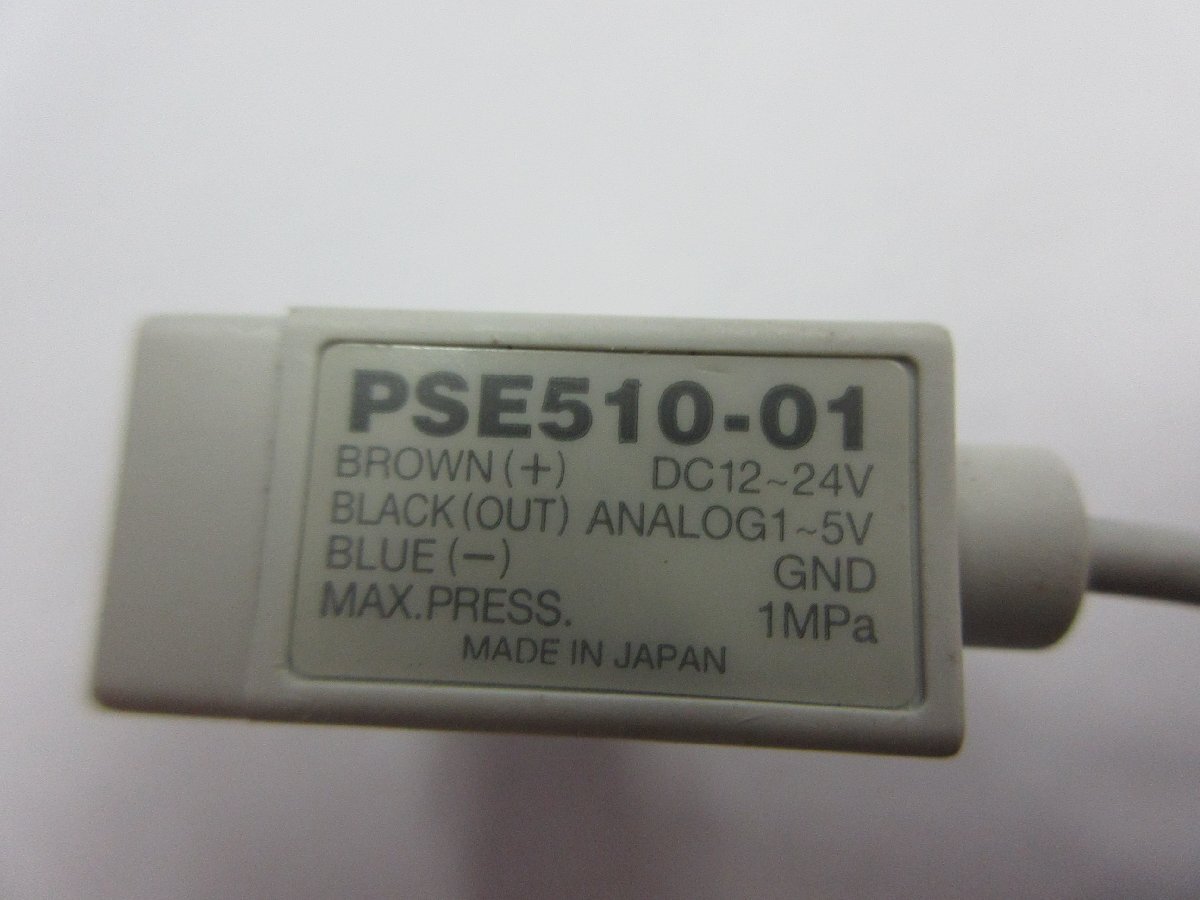 PSE510-01
BROWN(+) DC12~24V
BLACK(OUT) ANALOG1~5V
BLUE(−) GND
MAX.PRESS. 1MPa
MADE IN JAPAN